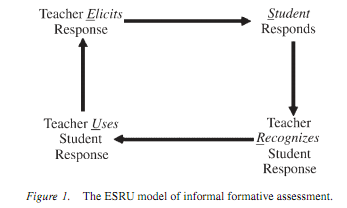 Teacher Elicits
Response
Student
Responds
Teacher Uses
Student
Response
Teacher
Recognizes
Student
Response
Figure 1. The ESRU model of informal formative assessment.